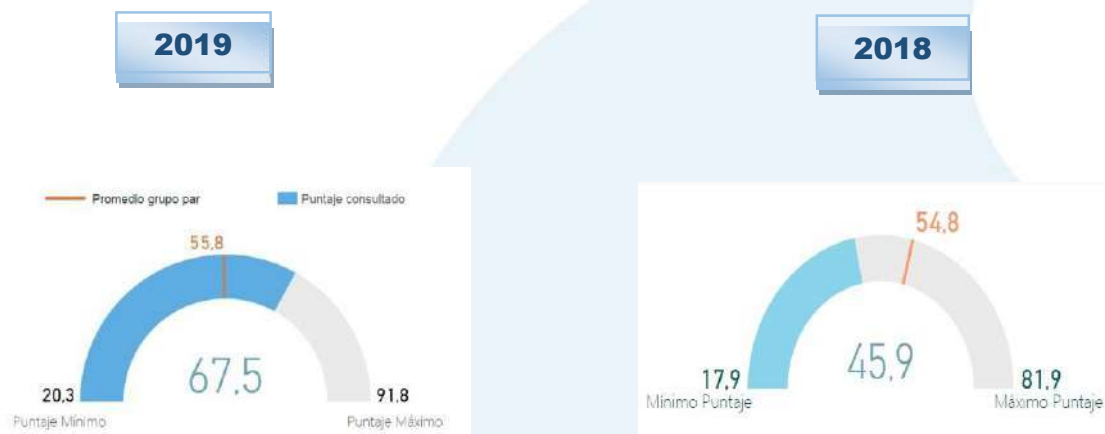 2019
2018
Promedio grupo par
Puntaje consultado
55,8
67,5
20,3
Puntaje Mínimo
91,8
Puntaje Máximo
54,8
45,9
17,9
Mínimo Puntaje
81,9
Máximo Puntaje